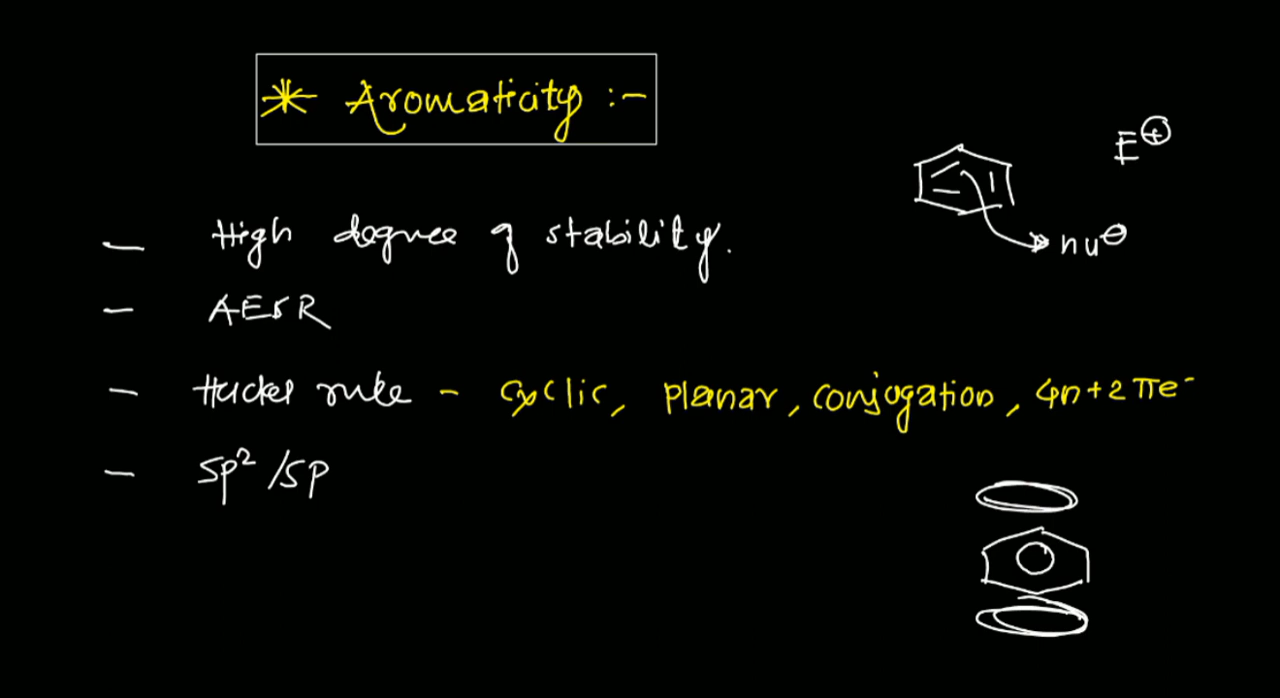 * Aromaticity :-
E⊕
nu⊖
— High degree of stability.
— AESR
— Huckel rule - cyclic, planar, conjugation, 4n+2 πe⁻
— sp² /sp